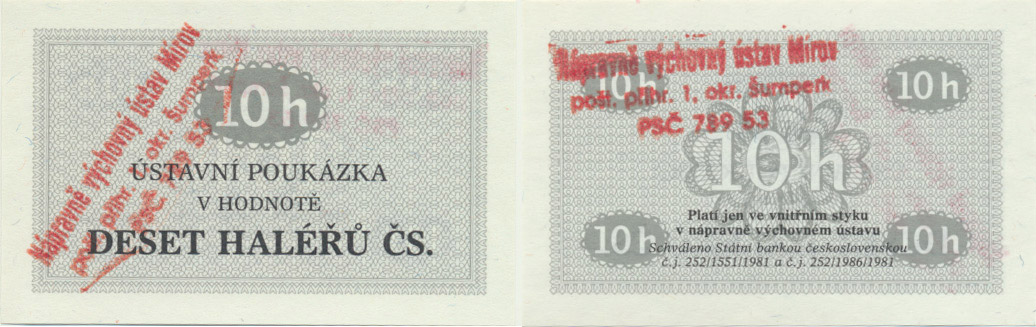 Nápravně výchovný ústav Mírov
pošt. přihr. 1, okr. Šumperk
PSČ 789 53
10 h
ÚSTAVNÍ POUKÁZKA
V HODNOTĚ
DESET HALÉŘŮ ČS.
Nápravně výchovný ústav Mírov
pošt. přihr. 1, okr. Šumperk
PSČ 789 53
10 h
10 h
10 h
Platí jen ve vnitřním styku
v nápravně výchovném ústavu
Schváleno Státní bankou československou
č. j. 252/1551/1981 a č. j. 252/1986/1981
10 h
10 h